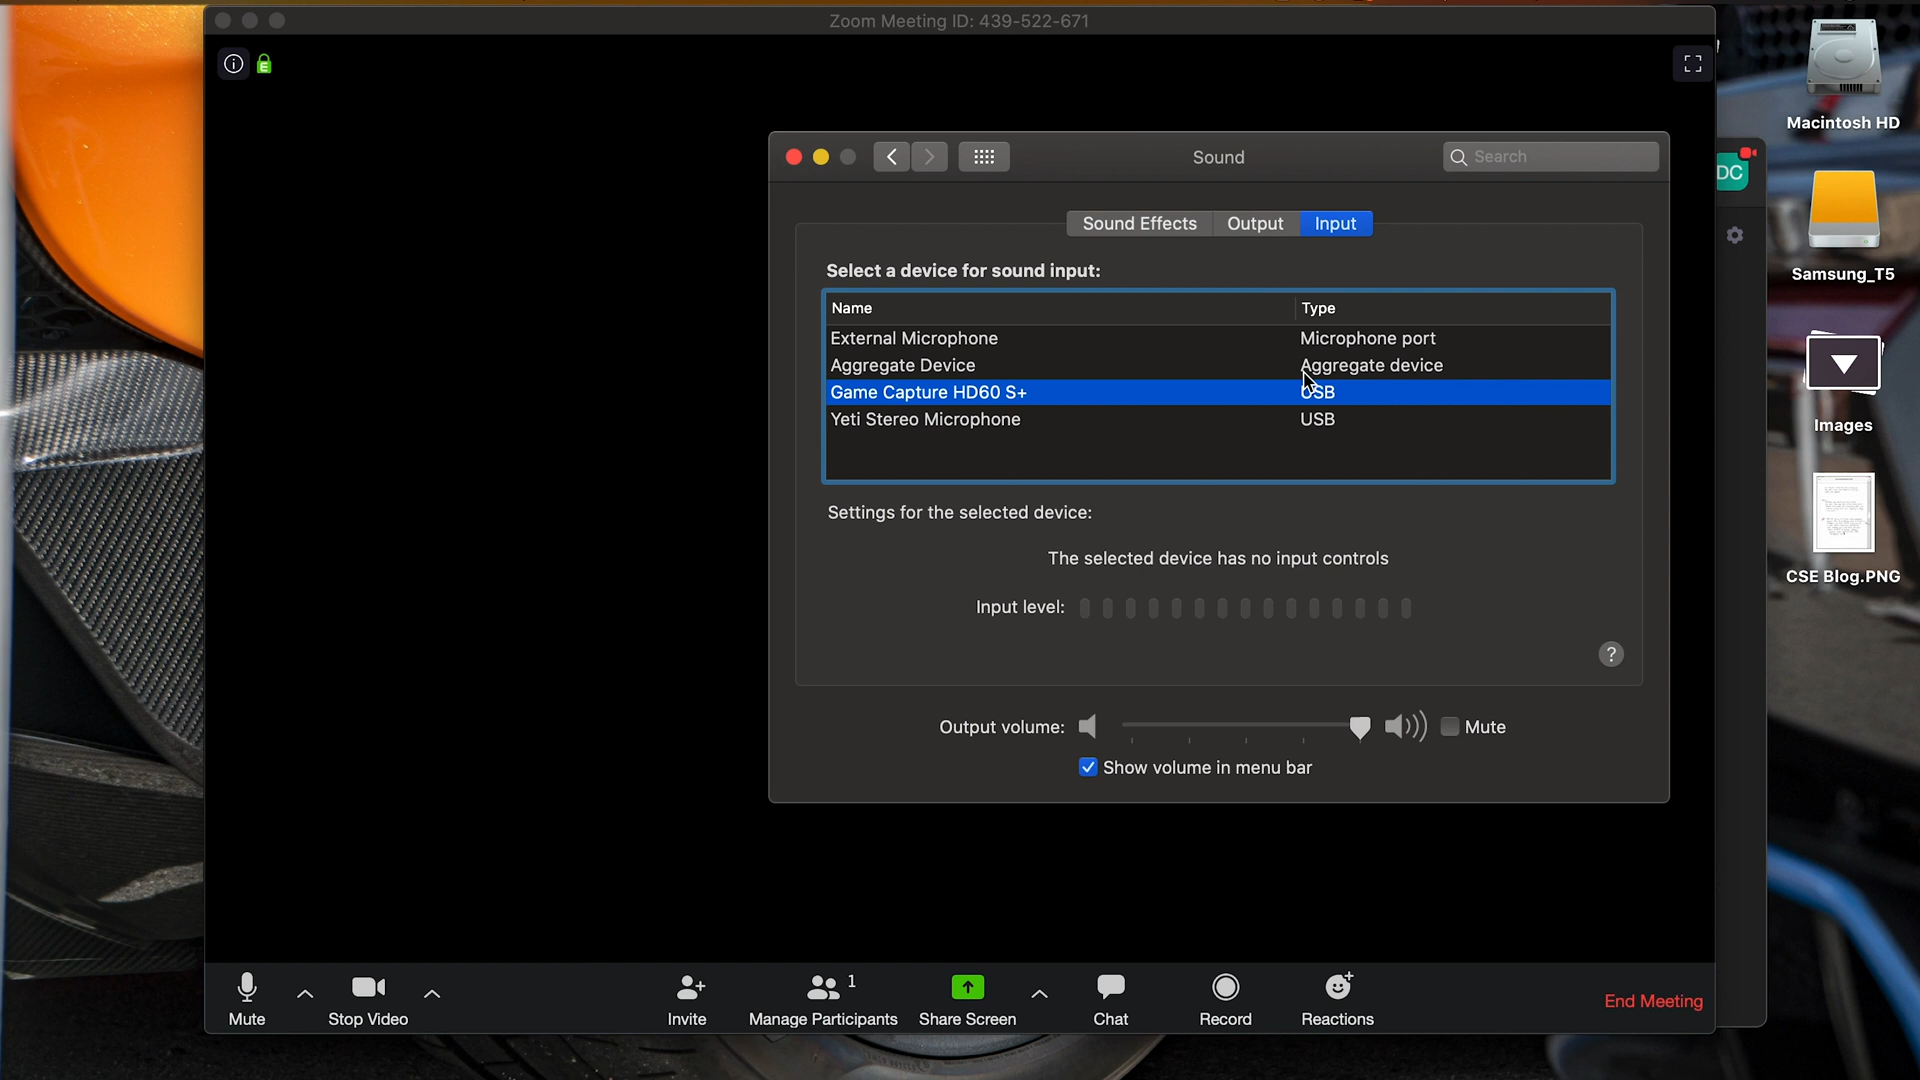 Zoom Meeting ID: 439-522-671
E
Macintosh HD
Sound
Search
DC
Sound Effects
Output
Input
Samsung_T5
Select a device for sound input:
Name
Type
External Microphone
Microphone port
Aggregate Device
Aggregate device
Game Capture HD60 S+
USB
Yeti Stereo Microphone
USB
Images
Settings for the selected device:
The selected device has no input controls
CSE Blog.PNG
Input level:
?
Output volume:
Mute
Show volume in menu bar
1
Mute
Stop Video
Invite
Manage Participants
Share Screen
Chat
Record
Reactions
End Meeting